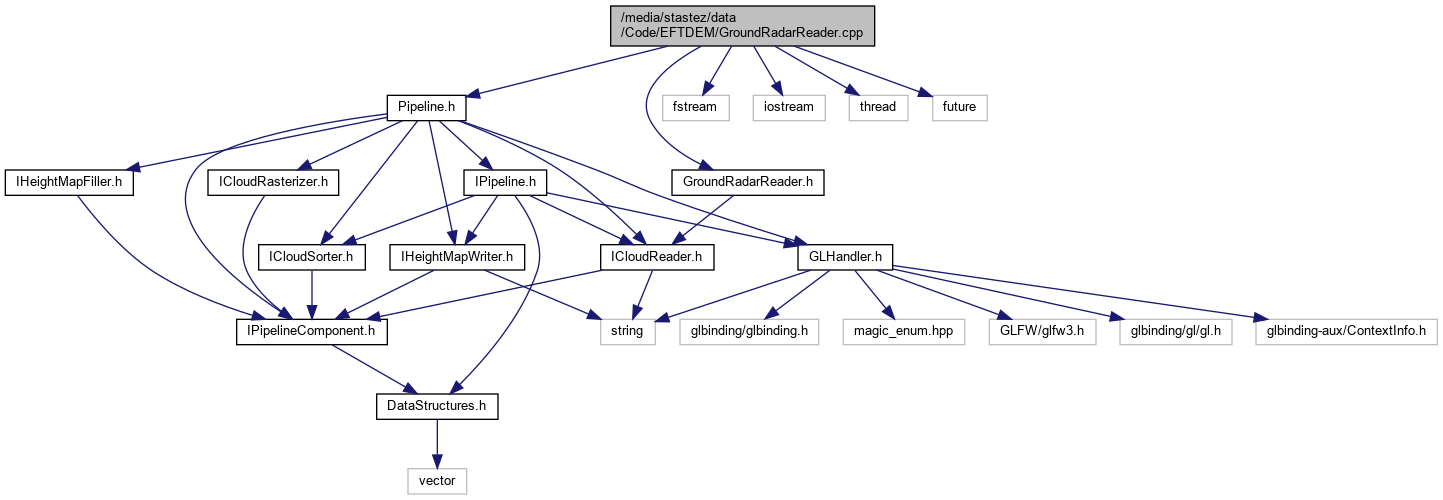 /media/stastez/data
/Code/EFTDEM/GroundRadarReader.cpp
Pipeline.h
fstream
iostream
thread
future
IHeightMapFiller.h
ICloudRasterizer.h
IPipeline.h
GroundRadarReader.h
ICloudSorter.h
IHeightMapWriter.h
ICloudReader.h
GLHandler.h
IPipelineComponent.h
string
glbinding/glbinding.h
magic_enum.hpp
GLFW/glfw3.h
glbinding/gl/gl.h
glbinding-aux/ContextInfo.h
DataStructures.h
vector